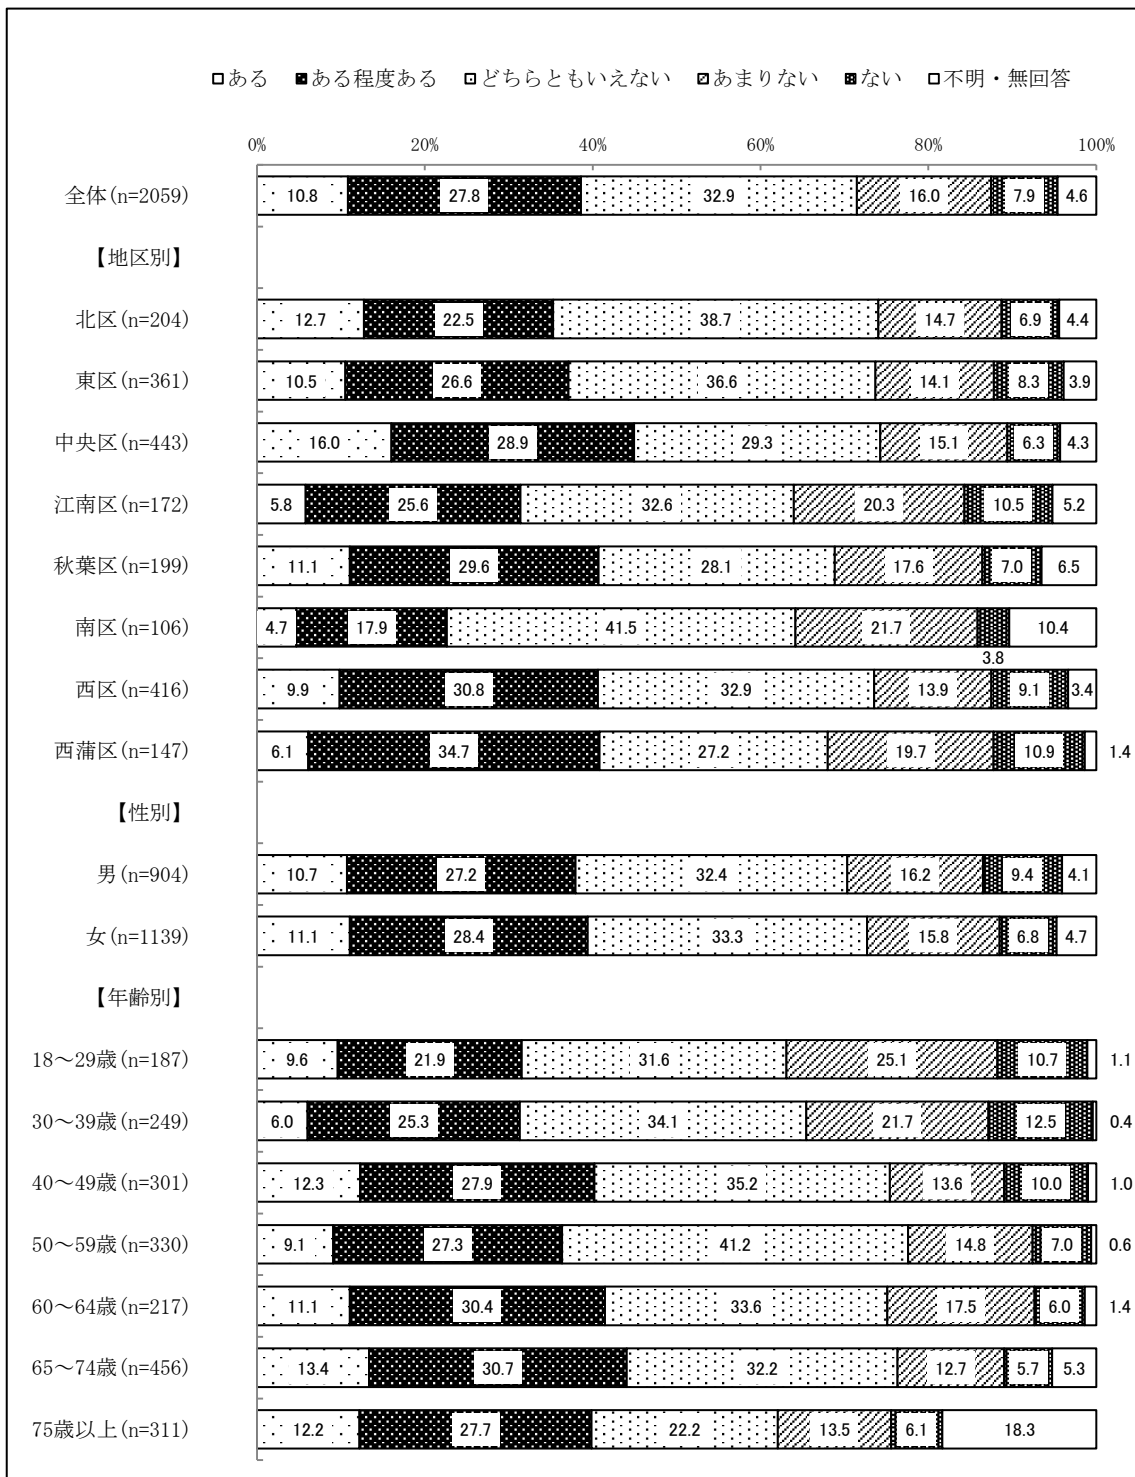 ある ある程度ある どちらともいえない あまりない ない 不明・無回答
0% 20% 40% 60% 80% 100%
全体(n=2059) 10.8 27.8 32.9 16.0 7.9 4.6
【地区別】
北区(n=204) 12.7 22.5 38.7 14.7 6.9 4.4
東区(n=361) 10.5 26.6 36.6 14.1 8.3 3.9
中央区(n=443) 16.0 28.9 29.3 15.1 6.3 4.3
江南区(n=172) 5.8 25.6 32.6 20.3 10.5 5.2
秋葉区(n=199) 11.1 29.6 28.1 17.6 7.0 6.5
南区(n=106) 4.7 17.9 41.5 21.7 10.4
3.8
西区(n=416) 9.9 30.8 32.9 13.9 9.1 3.4
西蒲区(n=147) 6.1 34.7 27.2 19.7 10.9 1.4
【性別】
男(n=904) 10.7 27.2 32.4 16.2 9.4 4.1
女(n=1139) 11.1 28.4 33.3 15.8 6.8 4.7
【年齢別】
18～29歳(n=187) 9.6 21.9 31.6 25.1 10.7 1.1
30～39歳(n=249) 6.0 25.3 34.1 21.7 12.5 0.4
40～49歳(n=301) 12.3 27.9 35.2 13.6 10.0 1.0
50～59歳(n=330) 9.1 27.3 41.2 14.8 7.0 0.6
60～64歳(n=217) 11.1 30.4 33.6 17.5 6.0 1.4
65～74歳(n=456) 13.4 30.7 32.2 12.7 5.7 5.3
75歳以上(n=311) 12.2 27.7 22.2 13.5 6.1 18.3